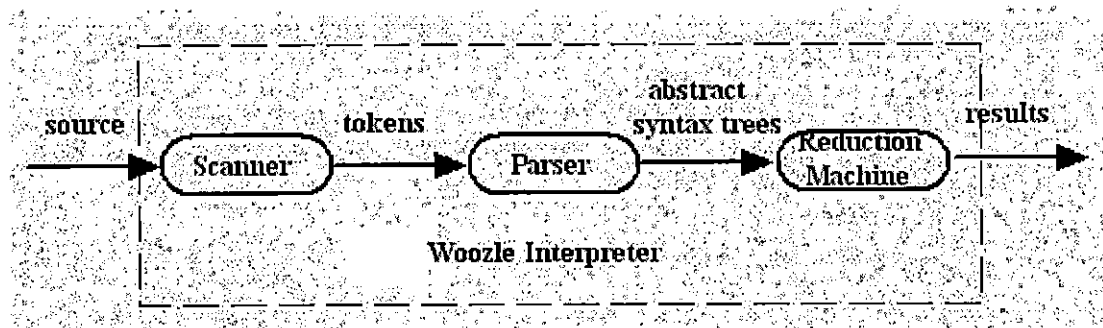 source
Scanner
tokens
Parser
abstract
syntax trees
Reduction
Machine
results
Woozle Interpreter